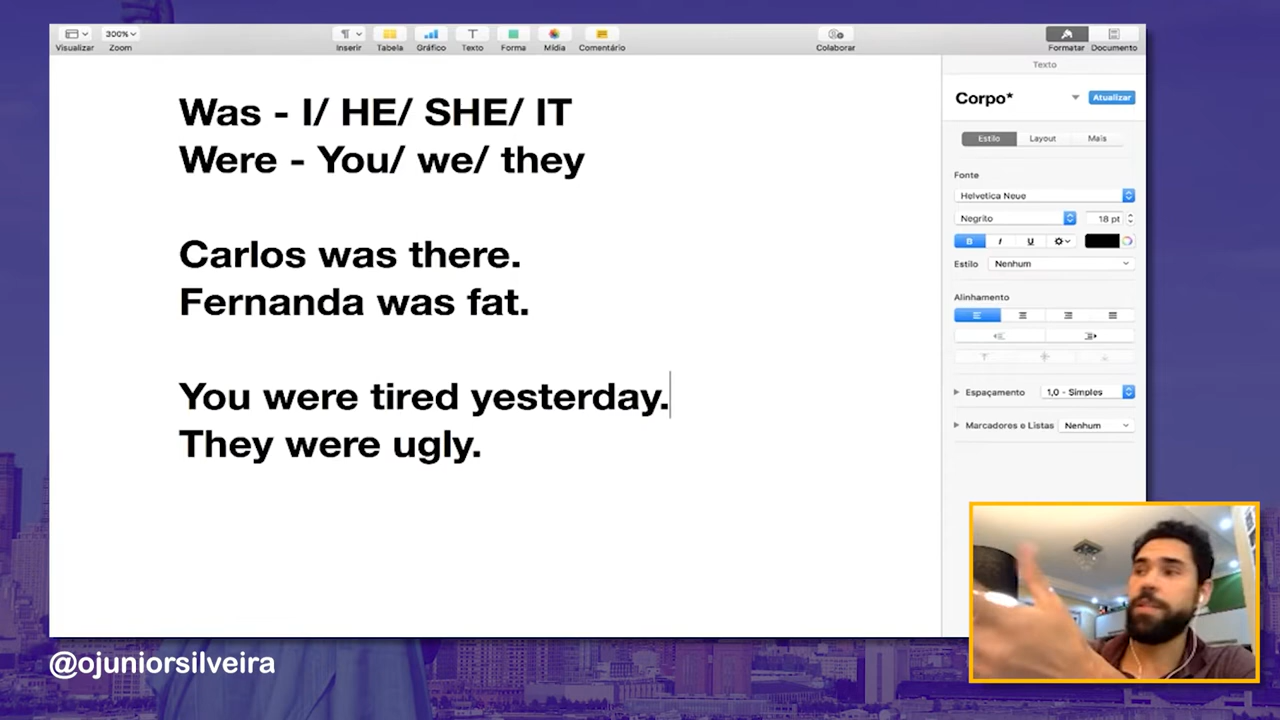 300%
Visualizar
Zoom
Inserir
Tabela
Gráfico
Texto
Forma
Mídia
Comentário
Colaborar
Formatar
Documento
Texto
Was - I/ HE/ SHE/ IT
Were - You/ we/ they
Carlos was there.
Fernanda was fat.
You were tired yesterday.
They were ugly.
Corpo*
Atualizar
Estilo
Layout
Mais
Fonte
Helvetica Neue
Negrito
18 pt
B I U
Estilo
Nenhum
Alinhamento
Espaçamento
1,0 - Simples
Marcadores e Listas
Nenhum
@ojuniorsilveira